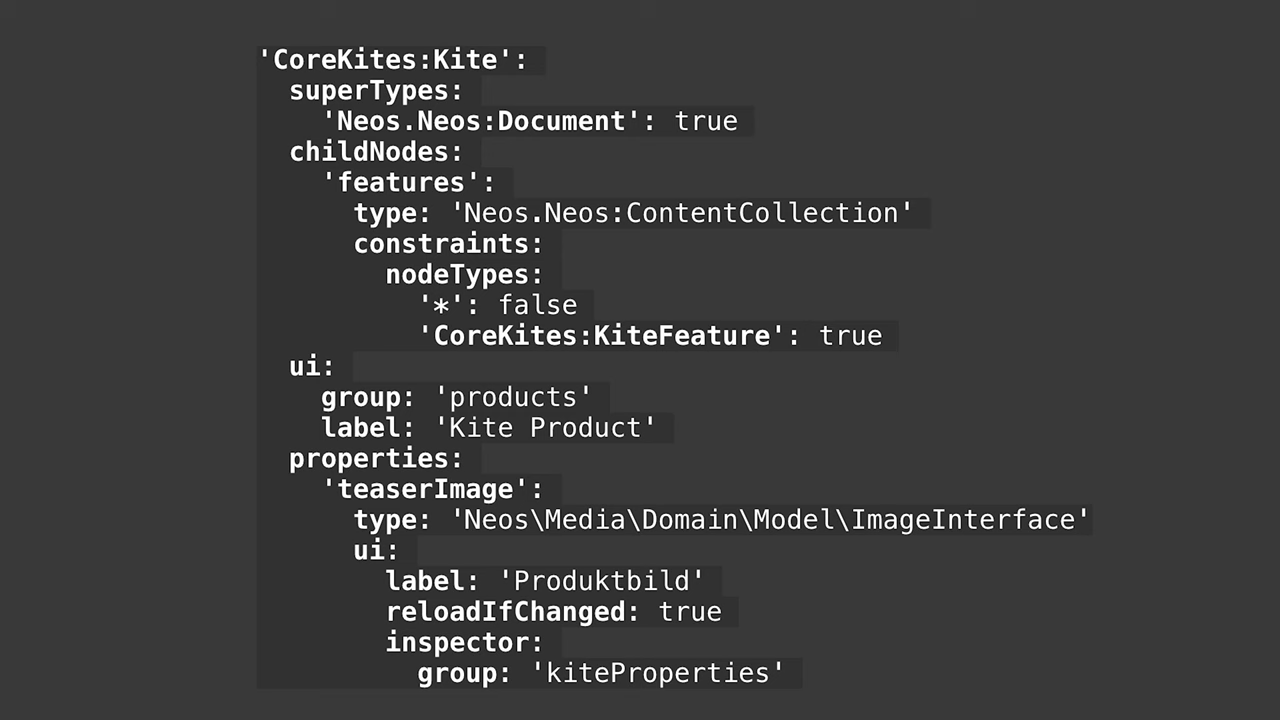 'CoreKites:Kite':
  superTypes:
    'Neos.Neos:Document': true
  childNodes:
    'features':
      type: 'Neos.Neos:ContentCollection'
      constraints:
        nodeTypes:
          '*': false
          'CoreKites:KiteFeature': true
  ui:
    group: 'products'
    label: 'Kite Product'
  properties:
    'teaserImage':
      type: 'Neos\Media\Domain\Model\ImageInterface'
      ui:
        label: 'Produktbild'
        reloadIfChanged: true
        inspector:
          group: 'kiteProperties'